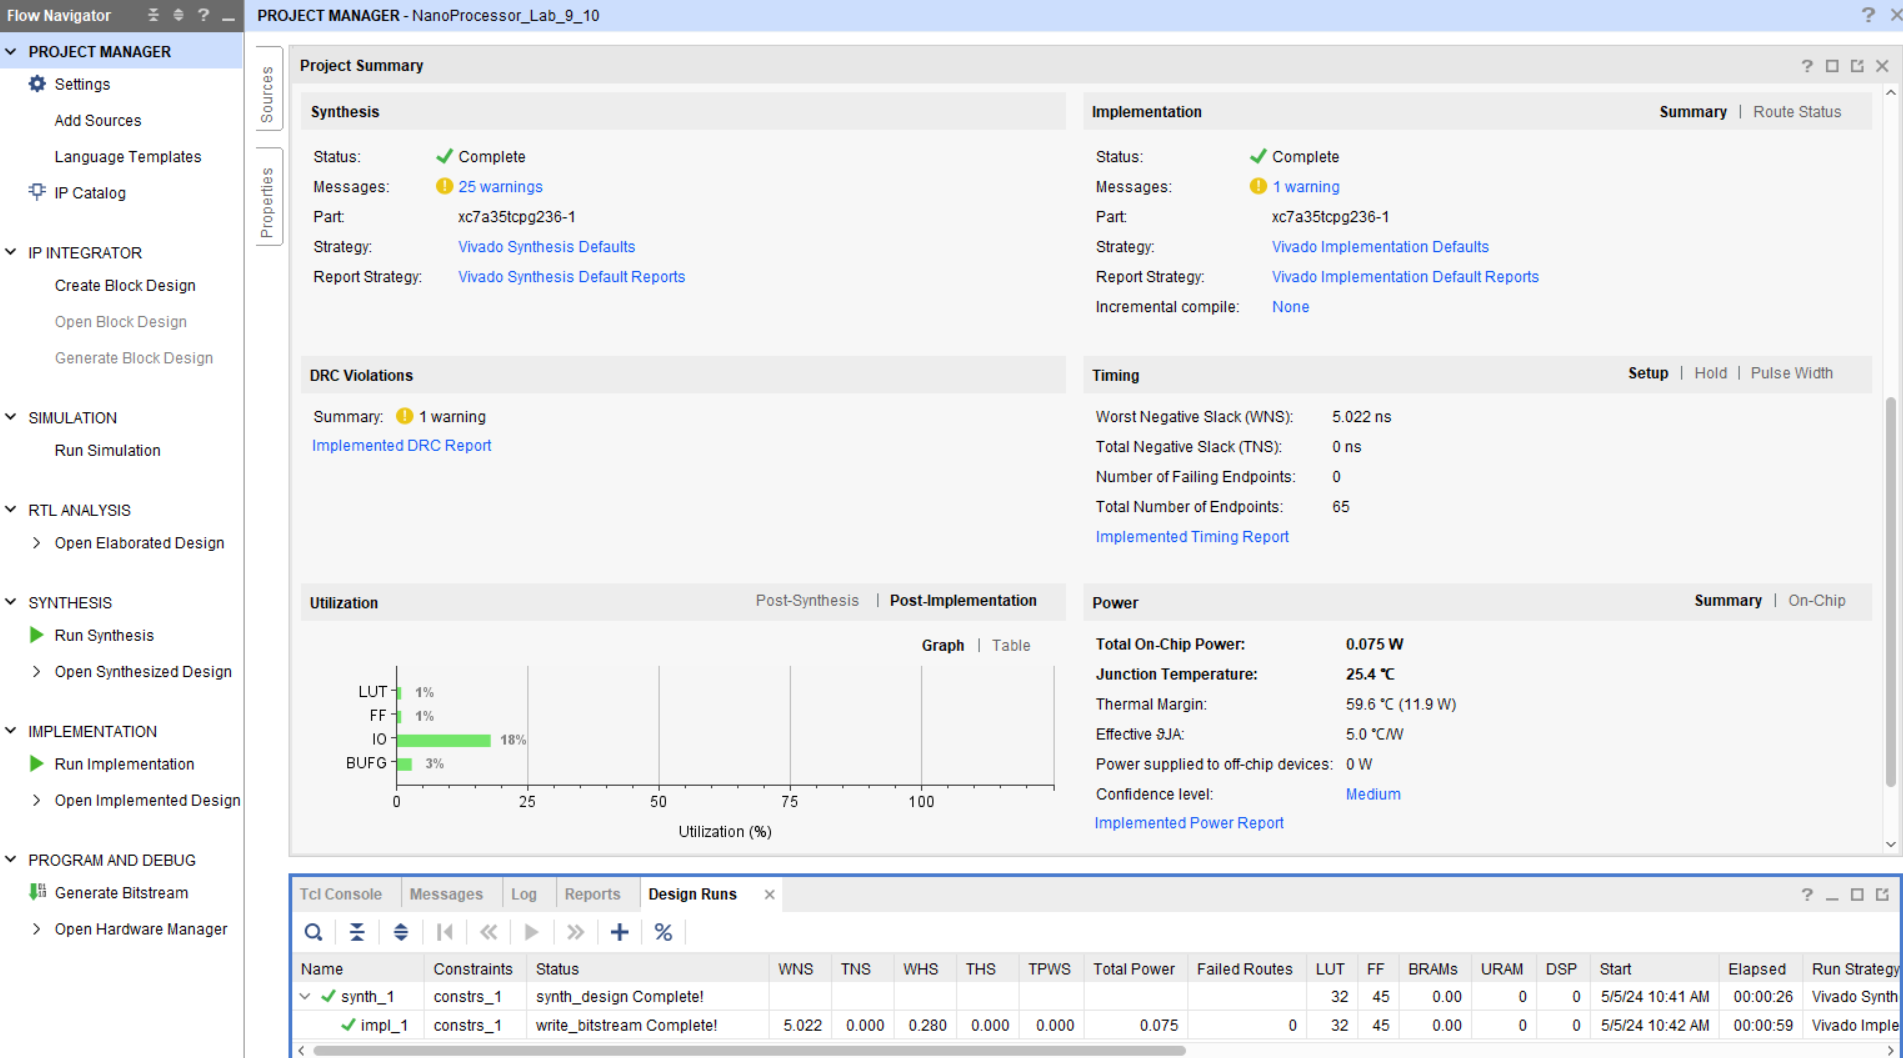 Flow Navigator
PROJECT MANAGER
Settings
Add Sources
Language Templates
IP Catalog
IP INTEGRATOR
Create Block Design
Open Block Design
Generate Block Design
SIMULATION
Run Simulation
RTL ANALYSIS
Open Elaborated Design
SYNTHESIS
Run Synthesis
Open Synthesized Design
IMPLEMENTATION
Run Implementation
Open Implemented Design
PROGRAM AND DEBUG
Generate Bitstream
Open Hardware Manager
PROJECT MANAGER - NanoProcessor_Lab_9_10
Sources
Properties
Project Summary
Synthesis
Status: Complete
Messages: 25 warnings
Part: xc7a35tcpg236-1
Strategy: Vivado Synthesis Defaults
Report Strategy: Vivado Synthesis Default Reports
Implementation Summary | Route Status
Status: Complete
Messages: 1 warning
Part: xc7a35tcpg236-1
Strategy: Vivado Implementation Defaults
Report Strategy: Vivado Implementation Default Reports
Incremental compile: None
DRC Violations
Summary: 1 warning
Implemented DRC Report
Timing Setup | Hold | Pulse Width
Worst Negative Slack (WNS): 5.022 ns
Total Negative Slack (TNS): 0 ns
Number of Failing Endpoints: 0
Total Number of Endpoints: 65
Implemented Timing Report
Utilization Post-Synthesis | Post-Implementation
Graph | Table
LUT 1%
FF 1%
IO 18%
BUFG 3%
0 25 50 75 100
Utilization (%)
Power Summary | On-Chip
Total On-Chip Power: 0.075 W
Junction Temperature: 25.4 °C
Thermal Margin: 59.6 °C (11.9 W)
Effective ϑJA: 5.0 °C/W
Power supplied to off-chip devices: 0 W
Confidence level: Medium
Implemented Power Report
Tcl Console Messages Log Reports Design Runs
Name Constraints Status WNS TNS WHS THS TPWS Total Power Failed Routes LUT FF BRAMs URAM DSP Start Elapsed Run Strategy
synth_1 constrs_1 synth_design Complete! 32 45 0.00 0 0 5/5/24 10:41 AM 00:00:26 Vivado Synth
impl_1 constrs_1 write_bitstream Complete! 5.022 0.000 0.280 0.000 0.000 0.075 0 32 45 0.00 0 0 5/5/24 10:42 AM 00:00:59 Vivado Imple